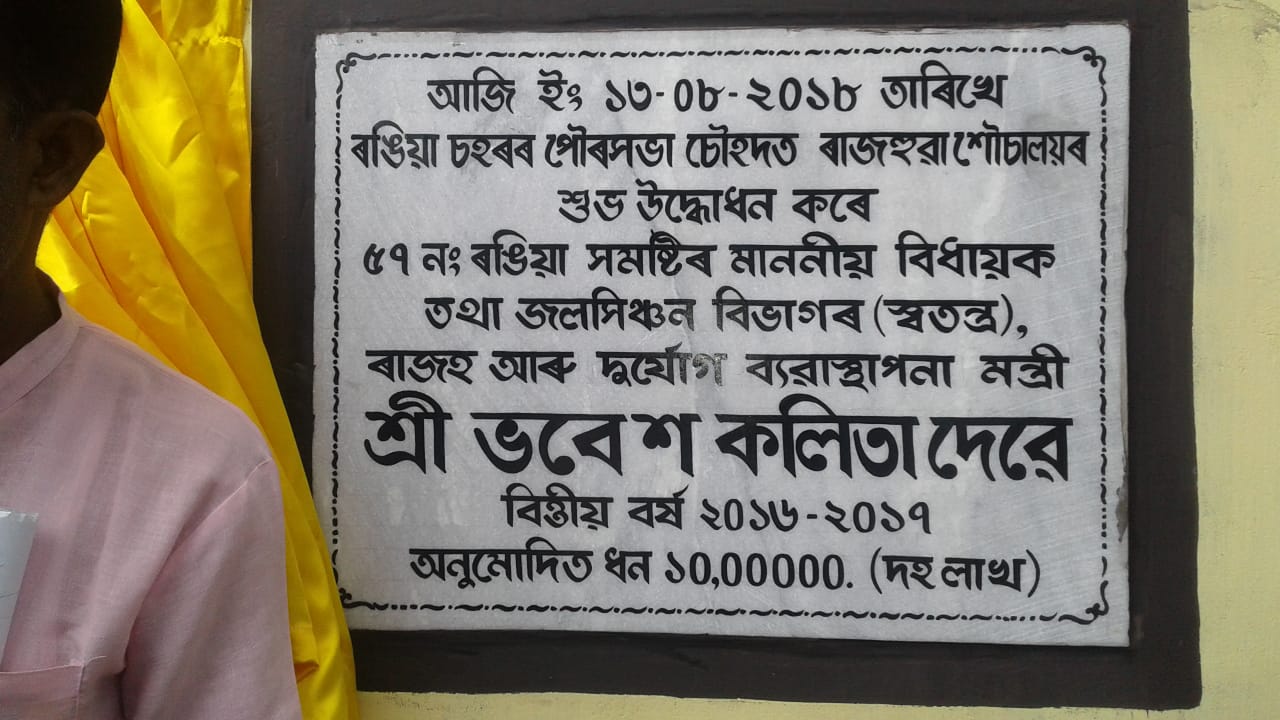 আজি ইং ১৩-০৮-২০১৮ তাৰিখে
ৰঙিয়া চহৰৰ পৌৰসভা চৌহদত ৰাজহুৱা শৌচালয়ৰ
শুভ উদ্ধোধন কৰে
৫৭ নং ৰঙিয়া সমষ্টিৰ মাননীয় বিধায়ক
তথা জলসিঞ্চন বিভাগৰ (স্বতন্ত্ৰ),
ৰাজহ আৰু দুৰ্যোগ ব্যৱাস্থাপনা মন্ত্ৰী
শ্ৰী ভবেশ কলিতা দেৱে
বিত্তীয় বৰ্ষ ২০১৬-২০১৭
অনুমোদিত ধন ১০,০০০০০. (দহ লাখ)